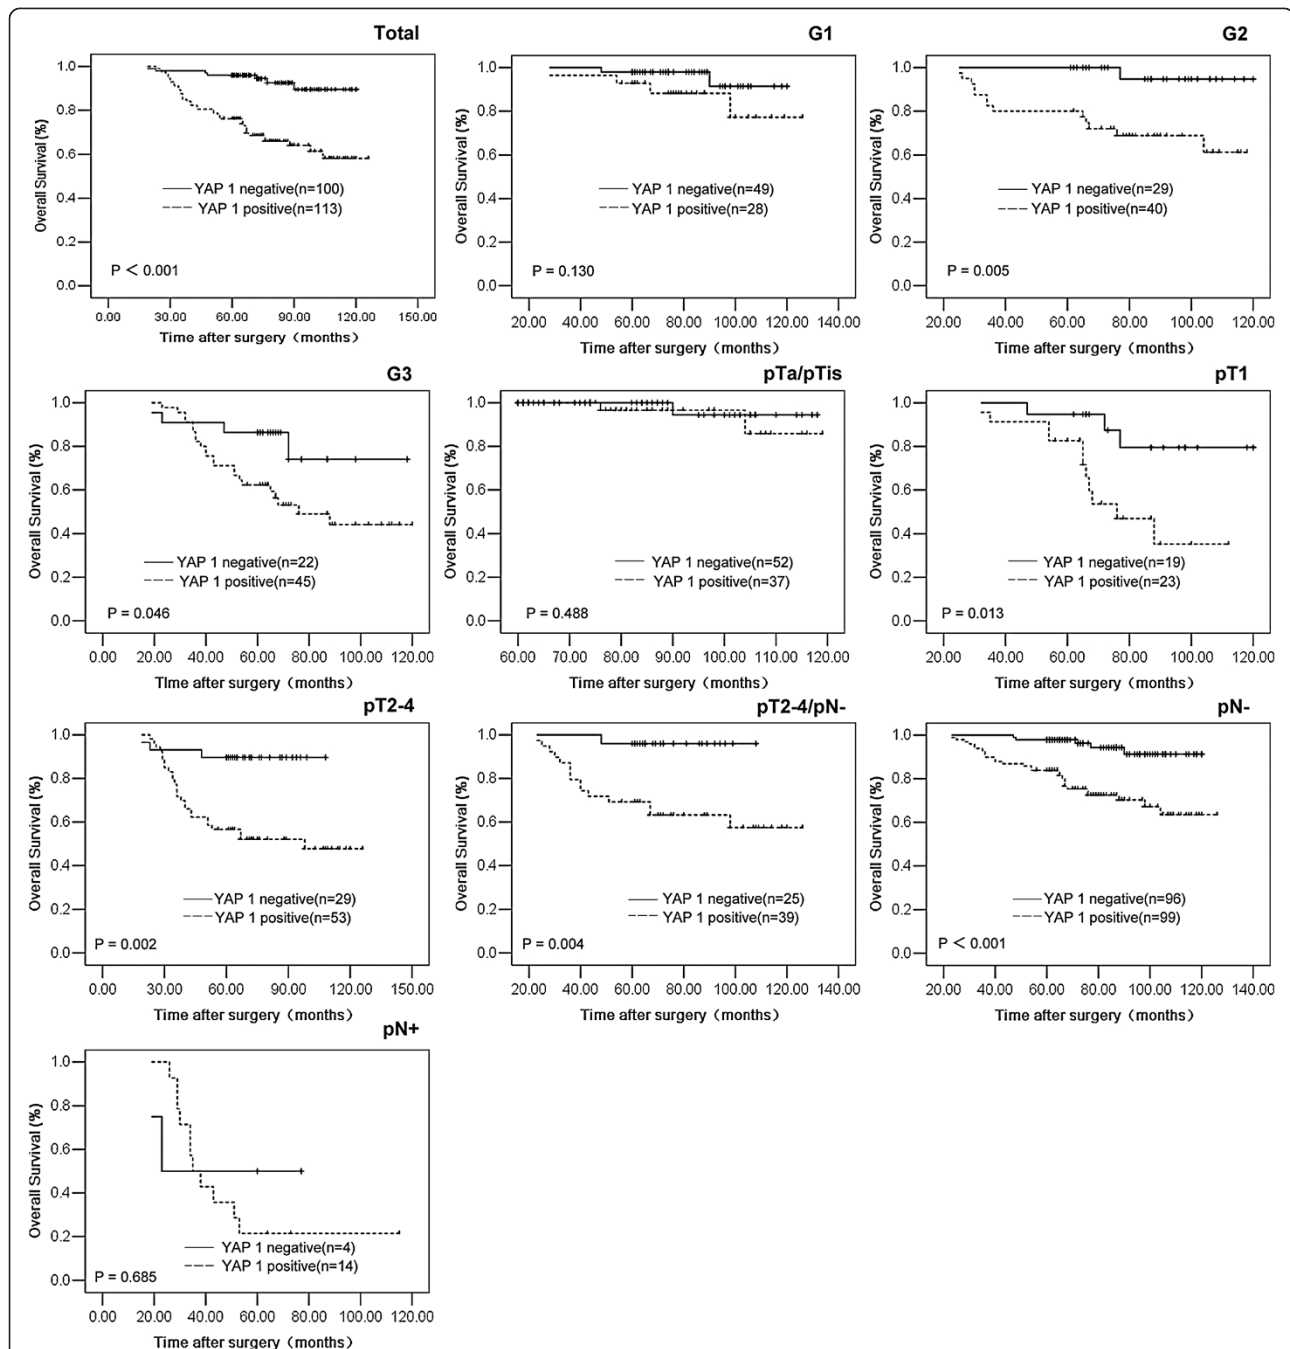 Total
Overall Survival (%)
1.0
0.8
0.6
0.4
0.2
0.0
YAP 1 negative(n=100)
YAP 1 positive(n=113)
P < 0.001
0.00 30.00 60.00 90.00 120.00 150.00
Time after surgery（months）
G1
Overall Survival (%)
1.0
0.8
0.6
0.4
0.2
0.0
YAP 1 negative(n=49)
YAP 1 positive(n=28)
P = 0.130
20.00 40.00 60.00 80.00 100.00 120.00 140.00
Time after surgery（months）
G2
Overall Survival (%)
1.0
0.8
0.6
0.4
0.2
0.0
YAP 1 negative(n=29)
YAP 1 positive(n=40)
P = 0.005
20.00 40.00 60.00 80.00 100.00 120.00
Time after surgery（months）
G3
Overall Survival (%)
1.0
0.8
0.6
0.4
0.2
0.0
YAP 1 negative(n=22)
YAP 1 positive(n=45)
P = 0.046
0.00 20.00 40.00 60.00 80.00 100.00 120.00
TIme after surgery（months）
pTa/pTis
Overall Survival (%)
1.0
0.8
0.6
0.4
0.2
0.0
YAP 1 negative(n=52)
YAP 1 positive(n=37)
P = 0.488
60.00 70.00 80.00 90.00 100.00 110.00 120.00
Time after surgery（months）
pT1
Overall Survival (%)
1.0
0.8
0.6
0.4
0.2
0.0
YAP 1 negative(n=19)
YAP 1 positive(n=23)
P = 0.013
20.00 40.00 60.00 80.00 100.00 120.00
Time after surgery（months）
pT2-4
Overall Survival (%)
1.0
0.8
0.6
0.4
0.2
0.0
YAP 1 negative(n=29)
YAP 1 positive(n=53)
P = 0.002
0.00 30.00 60.00 90.00 120.00 150.00
Time after surgery（months）
pT2-4/pN-
Overall Survival (%)
1.0
0.8
0.6
0.4
0.2
0.0
YAP 1 negative(n=25)
YAP 1 positive(n=39)
P = 0.004
20.00 40.00 60.00 80.00 100.00 120.00 140.00
Time after surgery（months）
pN-
Overall Survival (%)
1.0
0.8
0.6
0.4
0.2
0.0
YAP 1 negative(n=96)
YAP 1 positive(n=99)
P < 0.001
20.00 40.00 60.00 80.00 100.00 120.00 140.00
Time after surgery（months）
pN+
Overall Survival (%)
1.0
0.8
0.6
0.4
0.2
0.0
YAP 1 negative(n=4)
YAP 1 positive(n=14)
P = 0.685
0.00 20.00 40.00 60.00 80.00 100.00 120.00
Time after surgery（months）